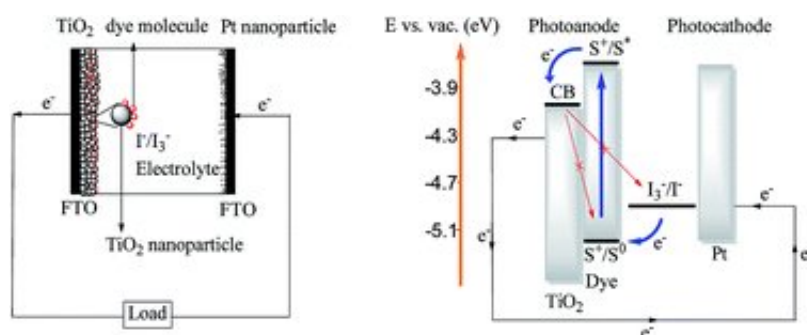 TiO2 dye molecule Pt nanoparticle
e-
e-
I-/I3-
Electrolyte
FTO
FTO
TiO2 nanoparticle
Load
E vs. vac. (eV) Photoanode Photocathode
S+/S*
e-
-3.9
CB
e-
-4.3
-4.7
I3-/I-
-5.1
e-
e-
e-
S+/S0
e-
Pt
Dye
TiO2
e-